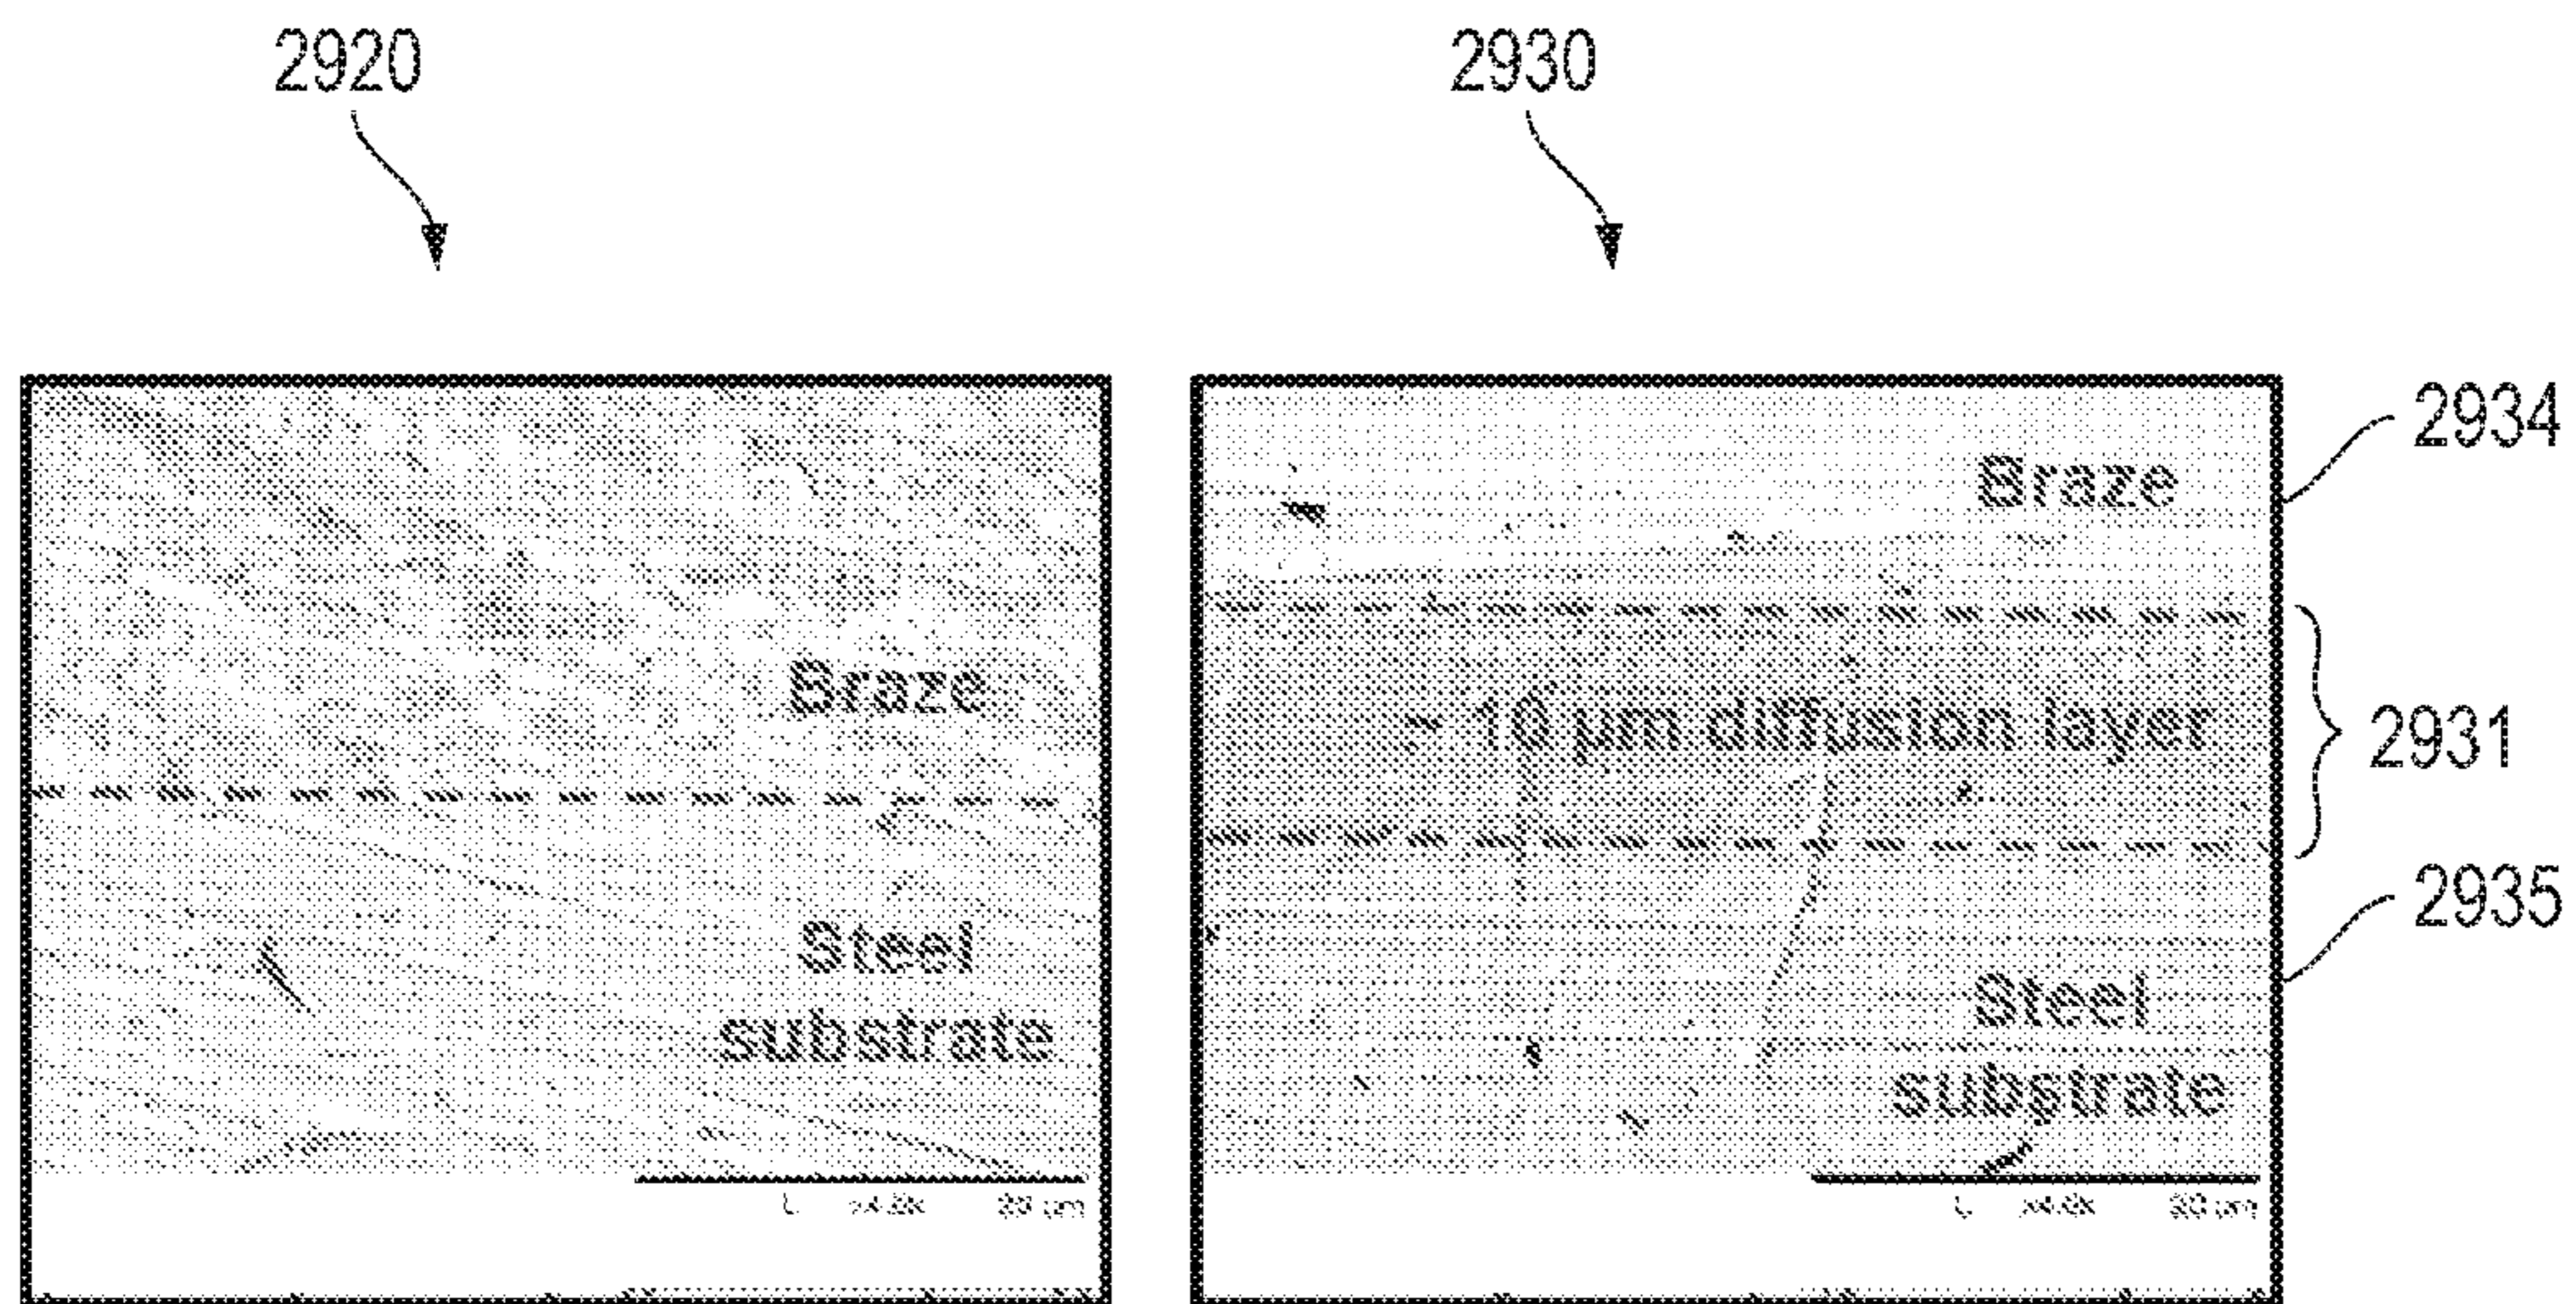 2920
2930
Braze
Steel
substrate
Braze
~ 10 µm diffusion layer
Steel
substrate
2934
2931
2935